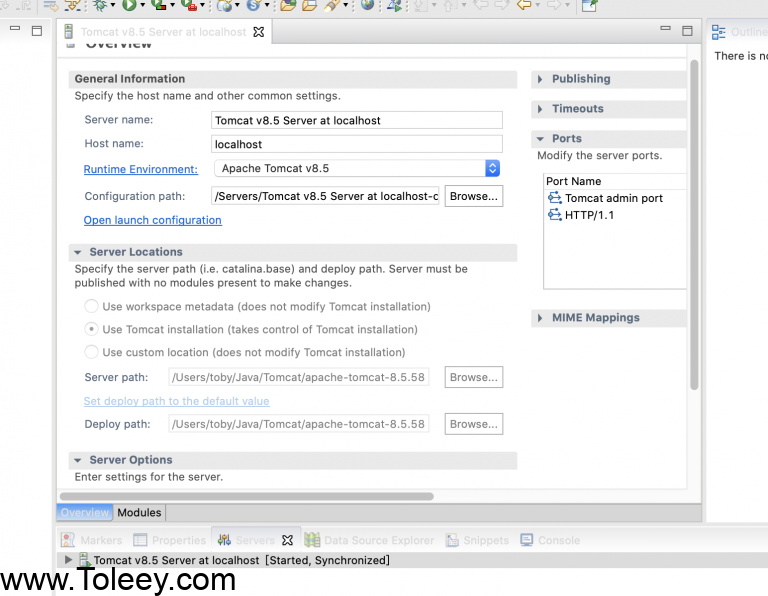 Tomcat v8.5 Server at localhost
Outline
Overview
There is no
General Information
Specify the host name and other common settings.
Server name:
Tomcat v8.5 Server at localhost
Host name:
localhost
Runtime Environment:
Apache Tomcat v8.5
Configuration path:
/Servers/Tomcat v8.5 Server at localhost-c
Browse...
Open launch configuration
Server Locations
Specify the server path (i.e. catalina.base) and deploy path. Server must be
published with no modules present to make changes.
Use workspace metadata (does not modify Tomcat installation)
Use Tomcat installation (takes control of Tomcat installation)
Use custom location (does not modify Tomcat installation)
Server path:
/Users/toby/Java/Tomcat/apache-tomcat-8.5.58
Browse...
Set deploy path to the default value
Deploy path:
/Users/toby/Java/Tomcat/apache-tomcat-8.5.58
Browse...
Server Options
Enter settings for the server.
Publishing
Timeouts
Ports
Modify the server ports.
Port Name
Tomcat admin port
HTTP/1.1
MIME Mappings
Overview
Modules
Markers
Properties
Servers
Data Source Explorer
Snippets
Console
Tomcat v8.5 Server at localhost [Started, Synchronized]
www.Toleey.com